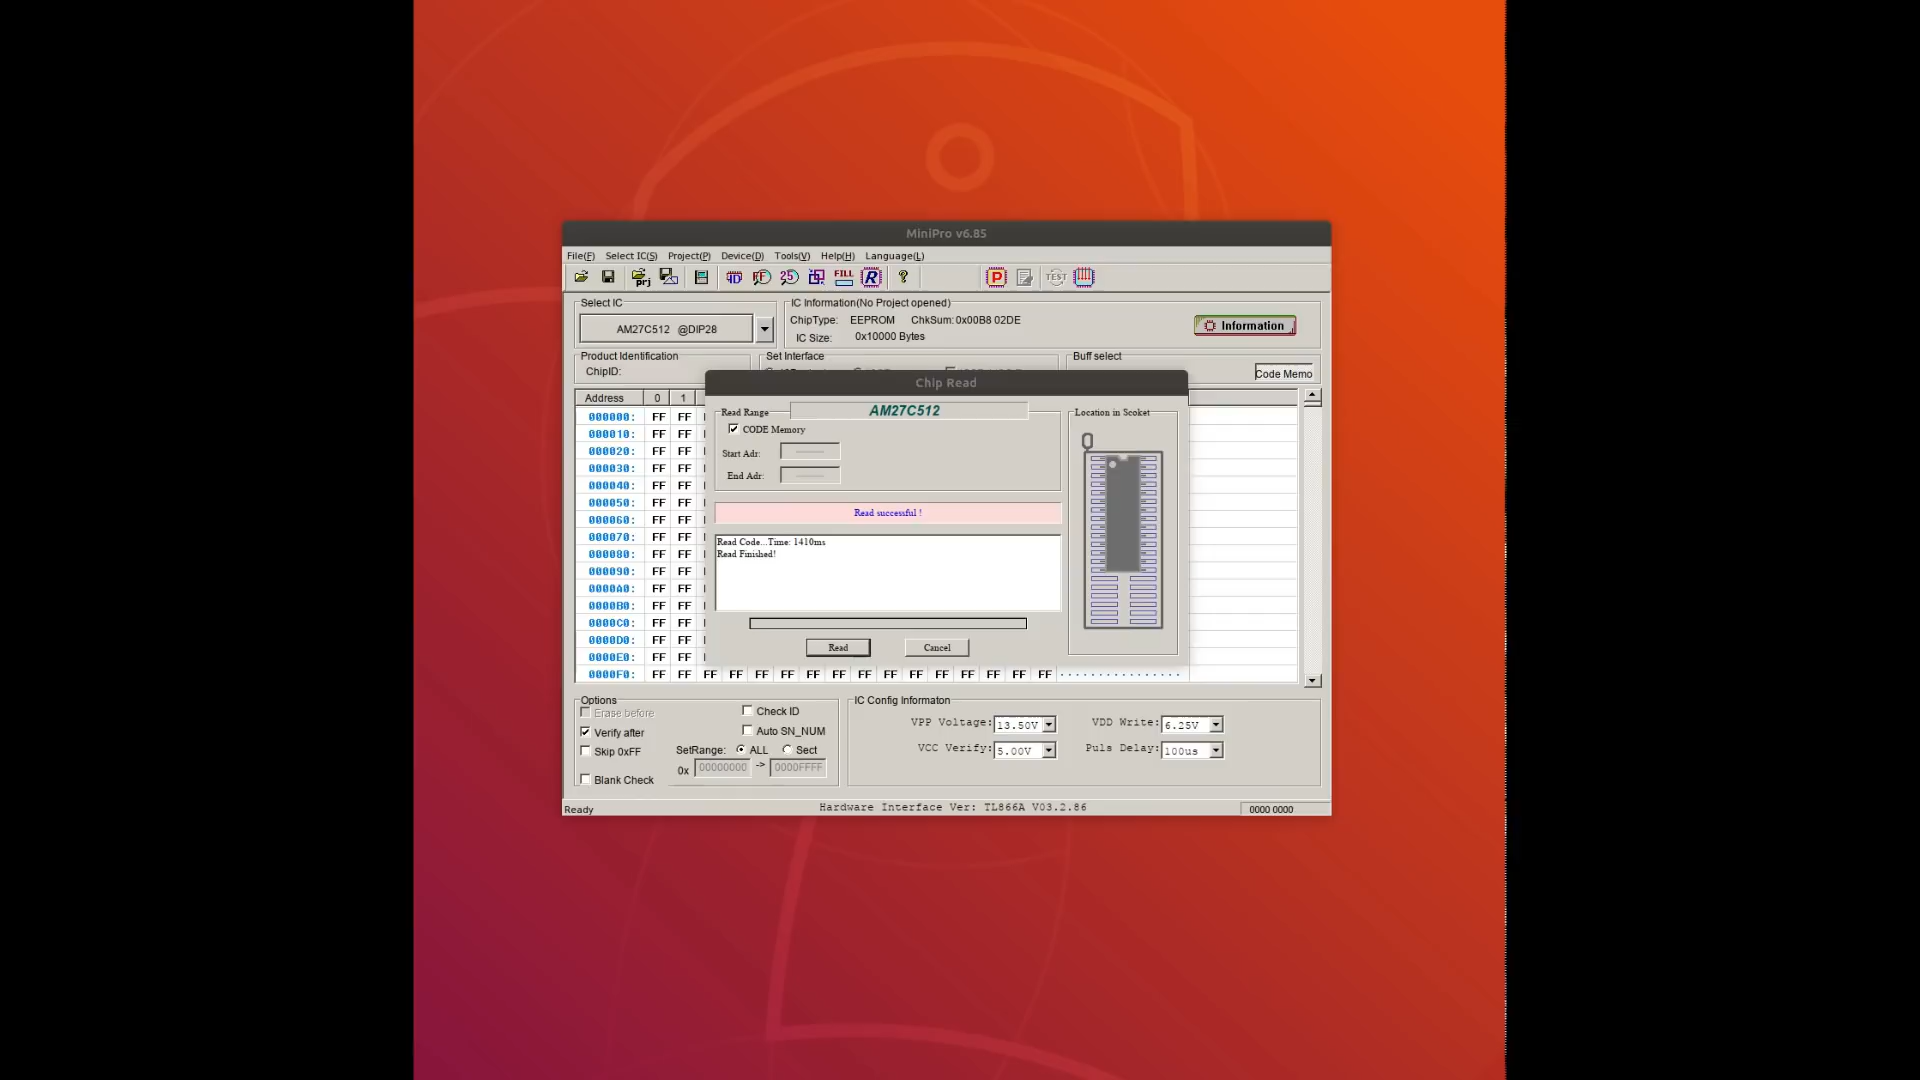 MiniPro v6.85
File(F) Select IC(S) Project(P) Device(D) Tools(V) Help(H) Language(L)
prj 25 FILL R ? P TEST
Select IC
AM27C512 @DIP28
IC Information(No Project opened)
ChipType: EEPROM ChkSum: 0x00B8 02DE
IC Size: 0x10000 Bytes
Information
Product Identification
ChipID:
Set Interface
Buff select
Code Memo
Chip Read
Read Range
AM27C512
CODE Memory
Start Adr:
End Adr:
Read successful !
Read Code...Time: 1410ms
Read Finished!
Read Cancel
Location in Scoket
Address 0 1
000000: FF FF
000010: FF FF
000020: FF FF
000030: FF FF
000040: FF FF
000050: FF FF
000060: FF FF
000070: FF FF
000080: FF FF
000090: FF FF
0000A0: FF FF
0000B0: FF FF
0000C0: FF FF
0000D0: FF FF
0000E0: FF FF
0000F0: FF FF FF FF FF FF FF FF FF FF FF FF FF FF FF FF ................
Options
Erase before
Verify after
Skip 0xFF
Blank Check
Check ID
Auto SN_NUM
SetRange: ALL Sect
0x 00000000 -> 0000FFFF
IC Config Informaton
VPP Voltage: 13.50V VDD Write: 6.25V
VCC Verify: 5.00V Puls Delay: 100us
Ready Hardware Interface Ver: TL866A V03.2.86 0000 0000